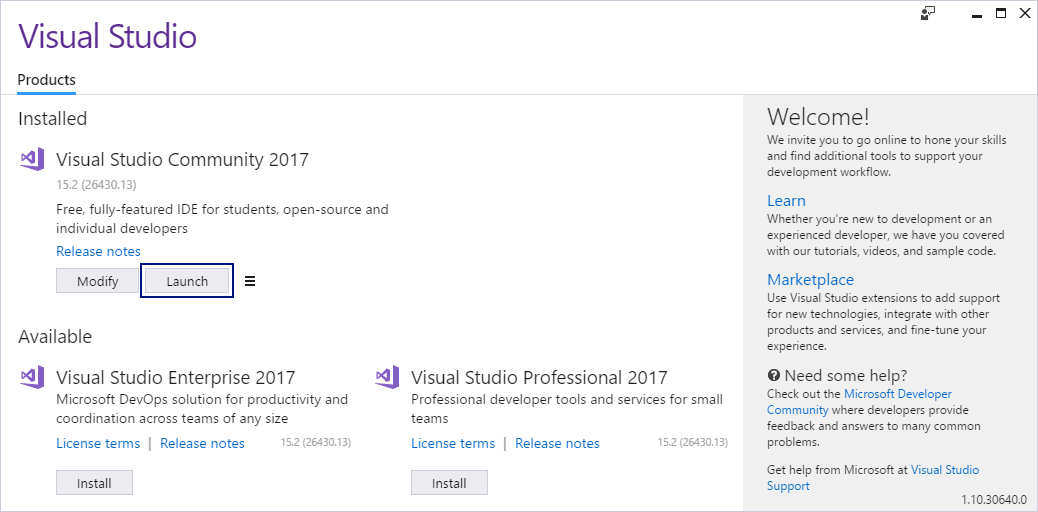 Visual Studio
Products
Installed
Visual Studio Community 2017
15.2 (26430.13)
Free, fully-featured IDE for students, open-source and
individual developers
Release notes
Modify
Launch
Available
Visual Studio Enterprise 2017
Microsoft DevOps solution for productivity and
coordination across teams of any size
License terms | Release notes 15.2 (26430.13)
Install
Visual Studio Professional 2017
Professional developer tools and services for small
teams
License terms | Release notes 15.2 (26430.13)
Install
Welcome!
We invite you to go online to hone your skills
and find additional tools to support your
development workflow.
Learn
Whether you're new to development or an
experienced developer, we have you covered
with our tutorials, videos, and sample code.
Marketplace
Use Visual Studio extensions to add support
for new technologies, integrate with other
products and services, and fine-tune your
experience.
Need some help?
Check out the Microsoft Developer
Community where developers provide
feedback and answers to many common
problems.
Get help from Microsoft at Visual Studio
Support
1.10.30640.0